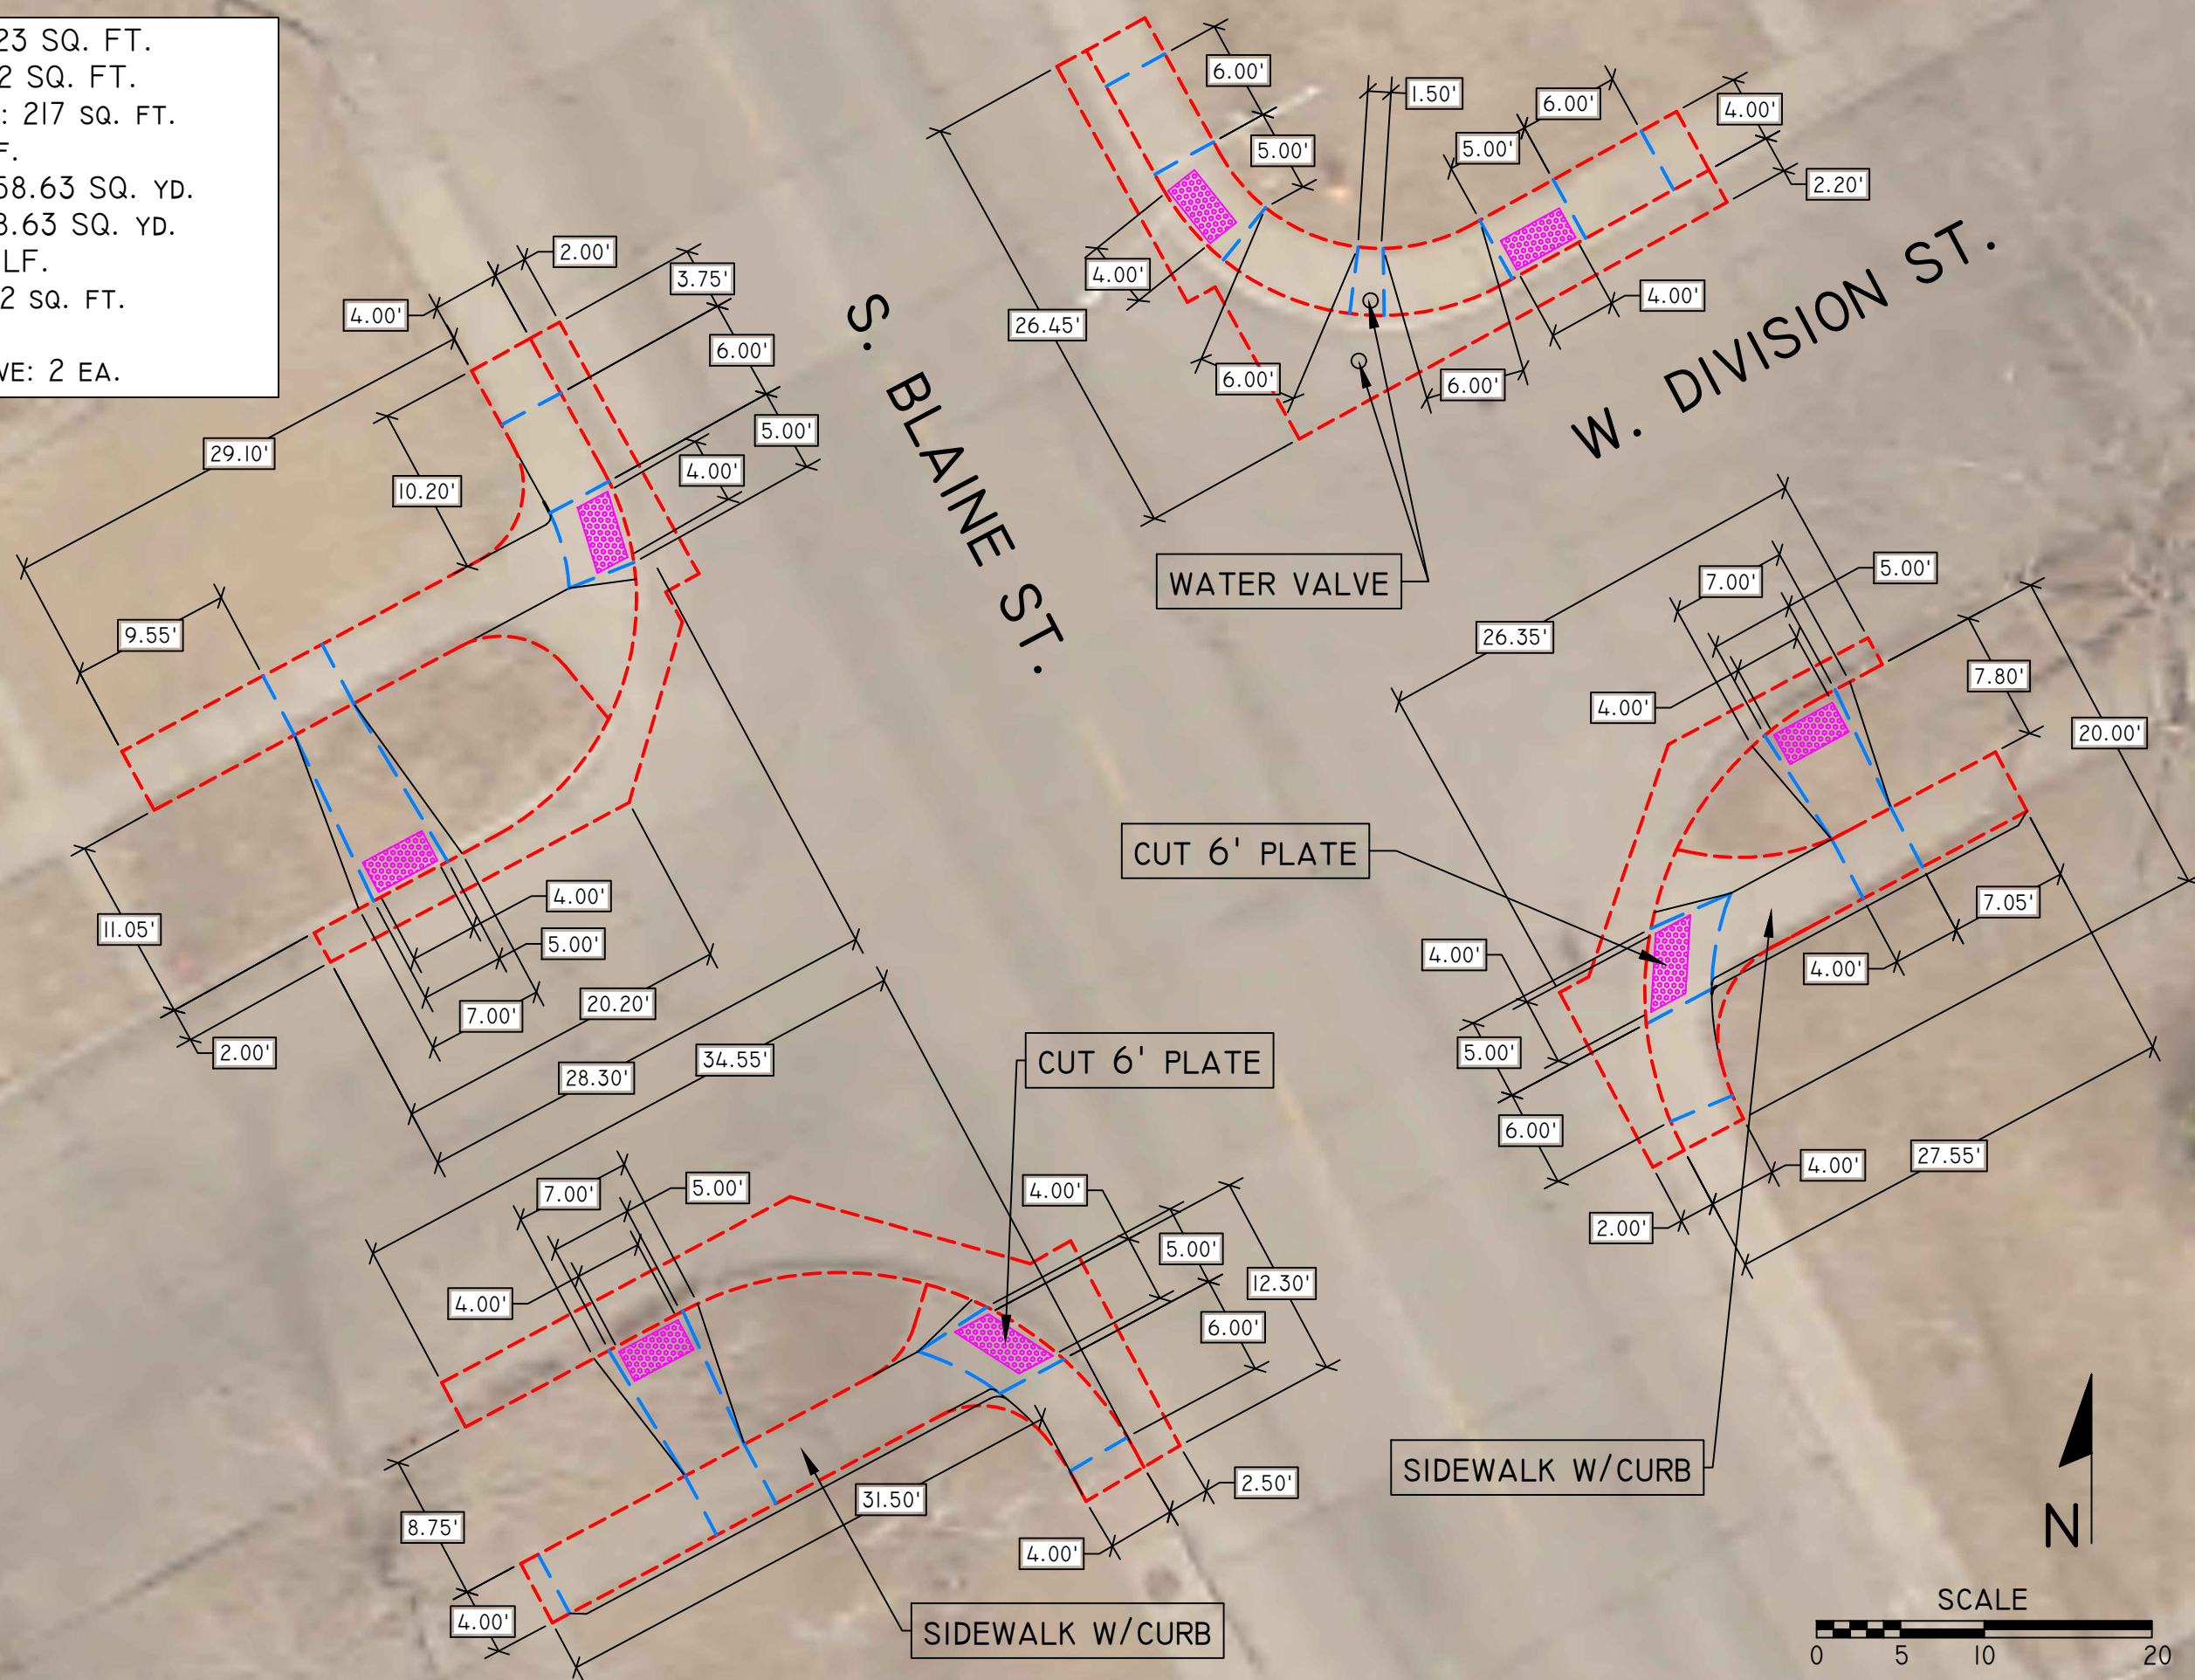 23 SQ. FT.
2 SQ. FT.
: 217 SQ. FT.
F.
58.63 SQ. YD.
8.63 SQ. YD.
LF.
2 SQ. FT.
VE: 2 EA.
6.00'
1.50'
6.00'
4.00'
5.00'
5.00'
2.20'
4.00'
4.00'
26.45'
6.00'
6.00'
W. DIVISION ST.
S. BLAINE ST.
WATER VALVE
2.00'
3.75'
4.00'
6.00'
5.00'
4.00'
29.10'
10.20'
9.55'
11.05'
4.00'
5.00'
7.00'
20.20'
2.00'
28.30'
34.55'
7.00'
5.00'
26.35'
4.00'
7.80'
20.00'
CUT 6' PLATE
7.05'
4.00'
4.00'
5.00'
6.00'
4.00'
27.55'
2.00'
SIDEWALK W/CURB
CUT 6' PLATE
7.00'
5.00'
4.00'
4.00'
5.00'
12.30'
6.00'
31.50'
2.50'
8.75'
4.00'
4.00'
SIDEWALK W/CURB
N
SCALE
0 5 10 20